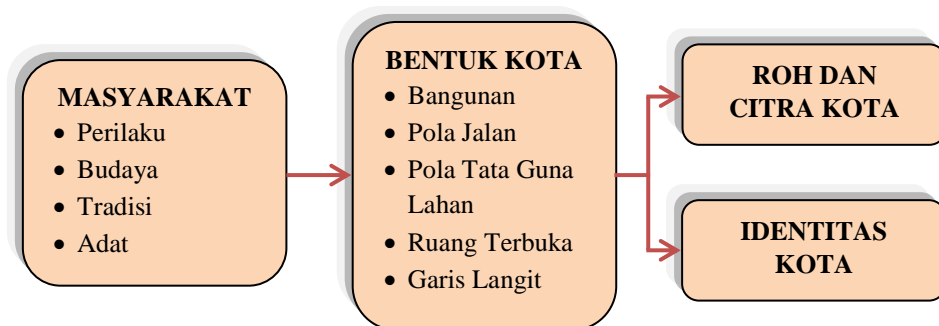 MASYARAKAT
• Perilaku
• Budaya
• Tradisi
• Adat
BENTUK KOTA
• Bangunan
• Pola Jalan
• Pola Tata Guna
Lahan
• Ruang Terbuka
• Garis Langit
ROH DAN
CITRA KOTA
IDENTITAS
KOTA